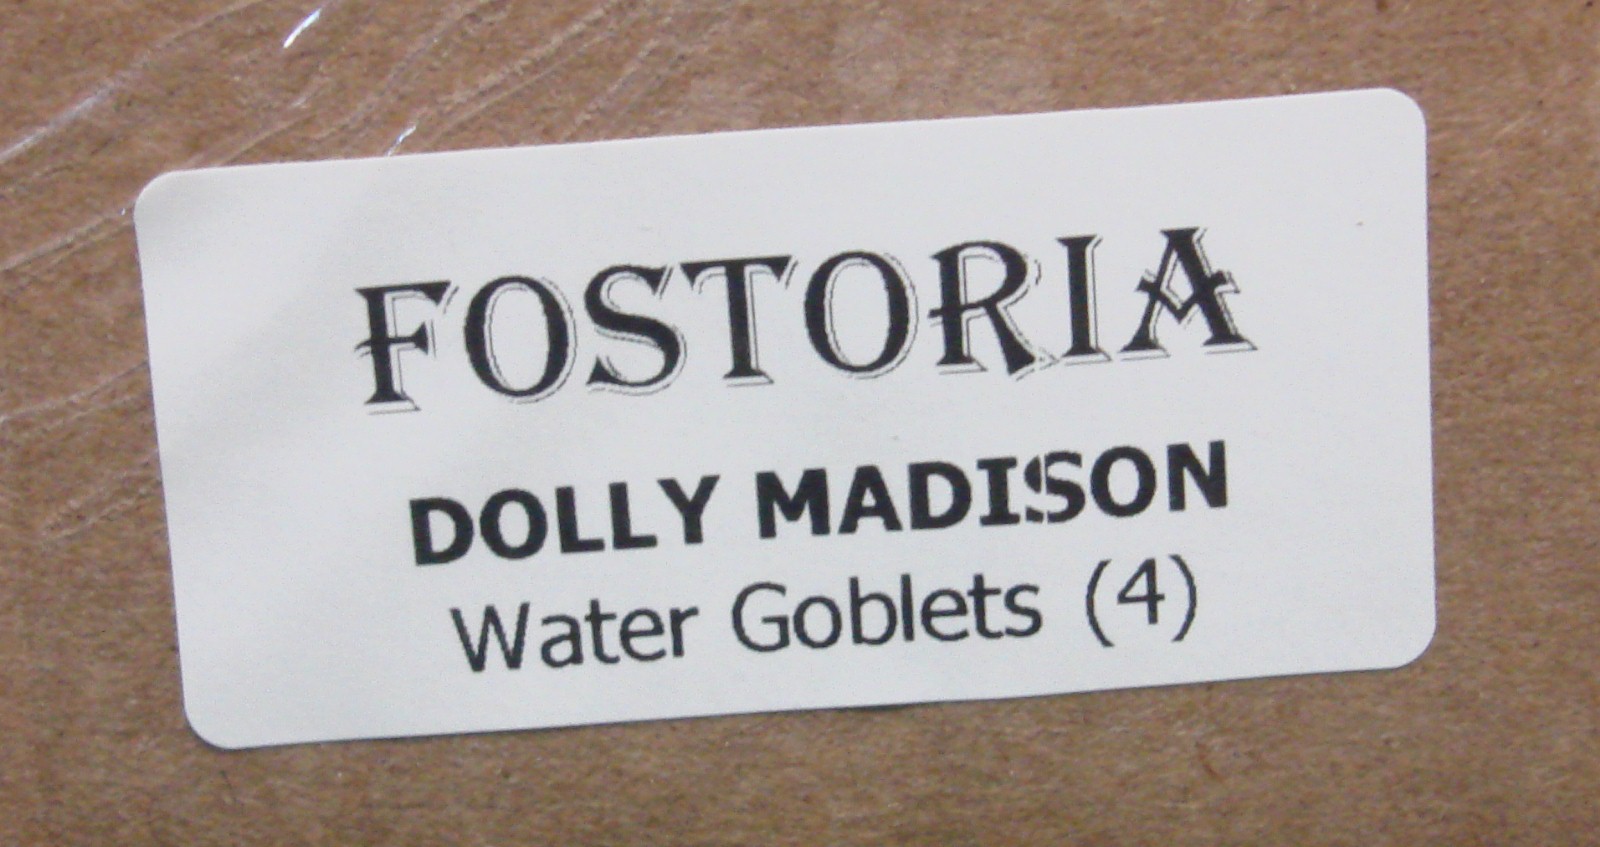 FOSTORIA
DOLLY MADISON
Water Goblets (4)